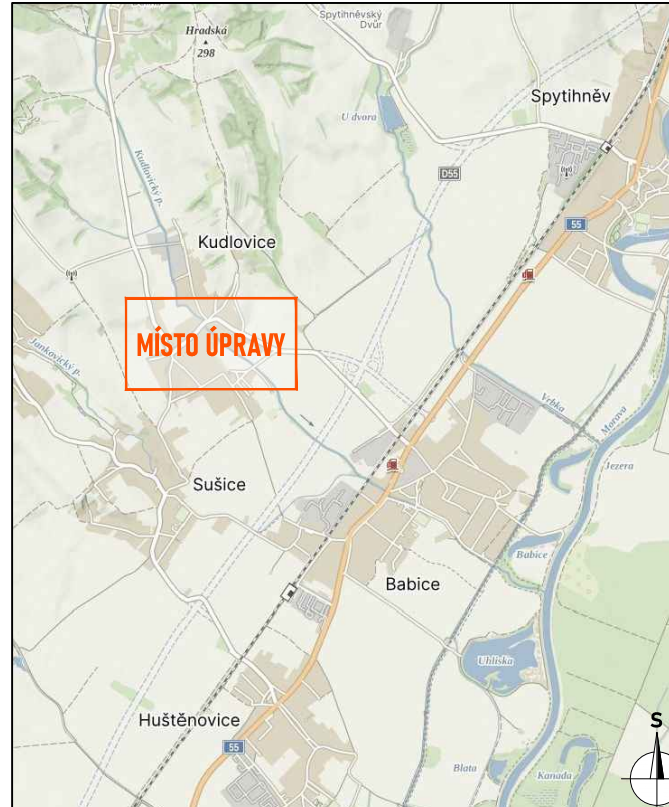 Spytihněvský
Dvůr
Hradská
298
U dvora
Spytihněv
Kudlovický p.
D55
55
Kudlovice
MÍSTO ÚPRAVY
Jankovický p.
Vrbka
Morava
Jezera
Sušice
Babice
Babice
Uhliska
Huštěnovice
55
Blata
Kanada
S